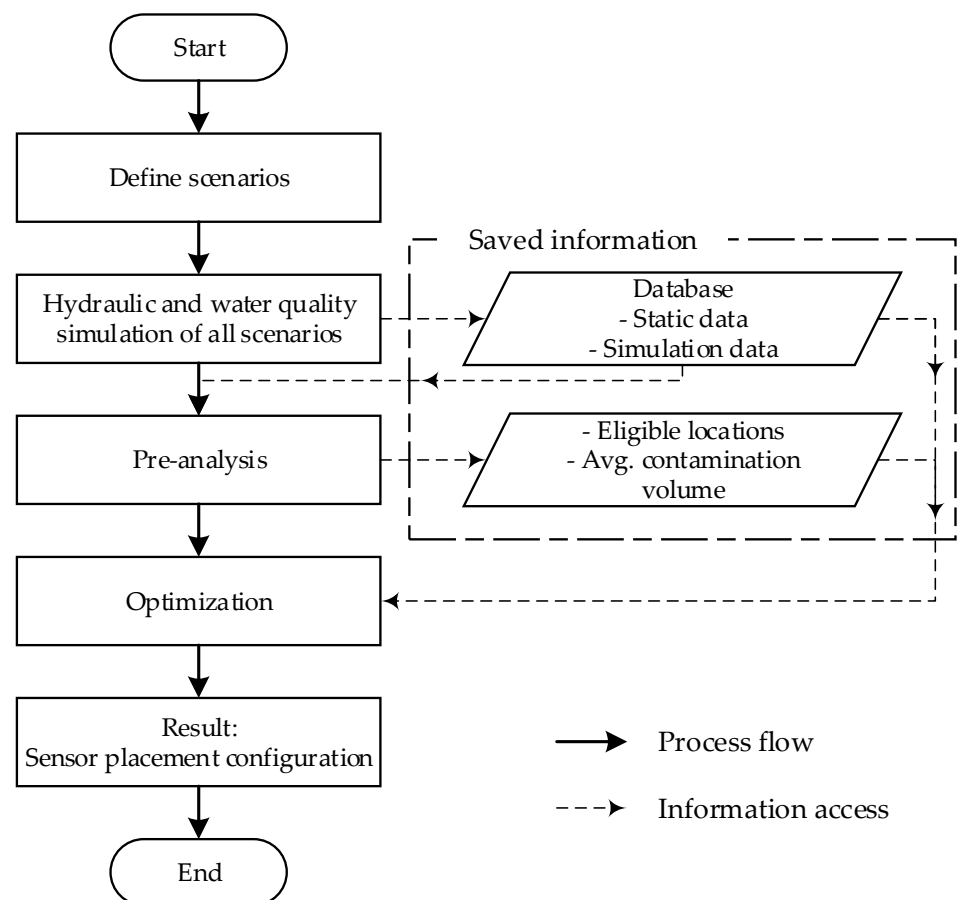 Start
Define scenarios
Saved information
Hydraulic and water quality
simulation of all scenarios
Database
- Static data
- Simulation data
Pre-analysis
- Eligible locations
- Avg. contamination
volume
Optimization
Result:
Sensor placement configuration
Process flow
Information access
End